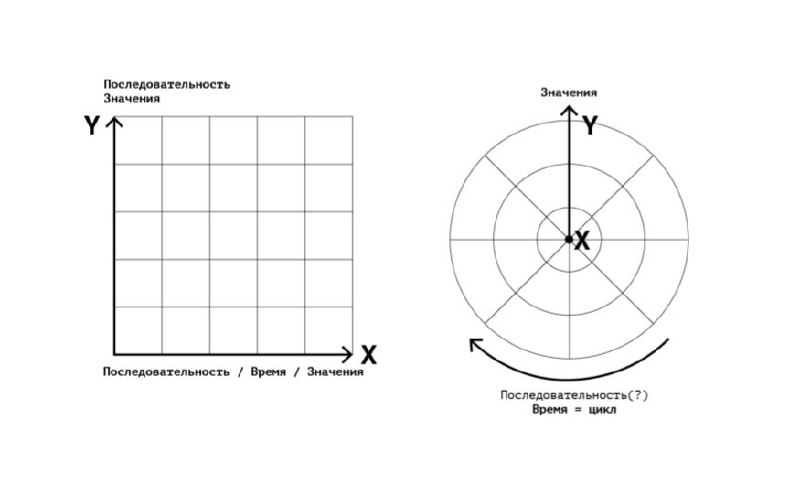 Последовательность
Значения
Y
X
Последовательность / Время / Значения
Значения
Y
X
Последовательность(?)
Время = цикл